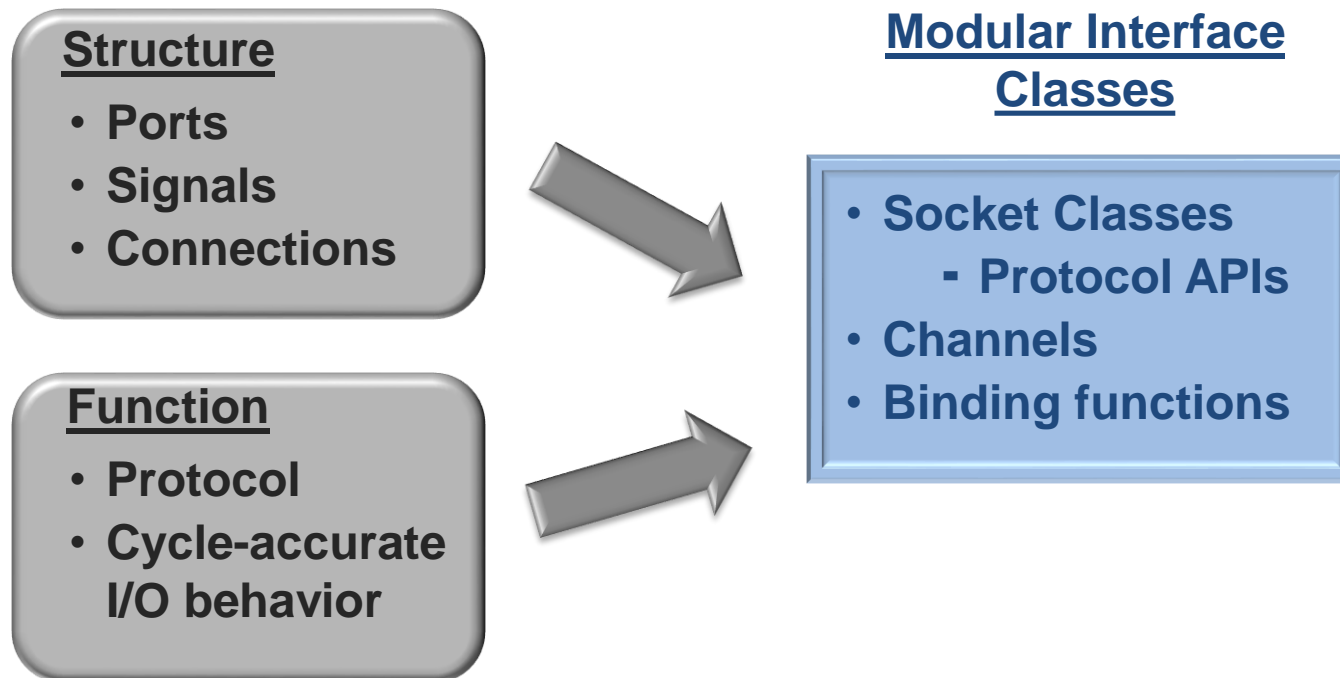 Structure
• Ports
• Signals
• Connections
Function
• Protocol
• Cycle-accurate
I/O behavior
Modular Interface
Classes
• Socket Classes
- Protocol APIs
• Channels
• Binding functions